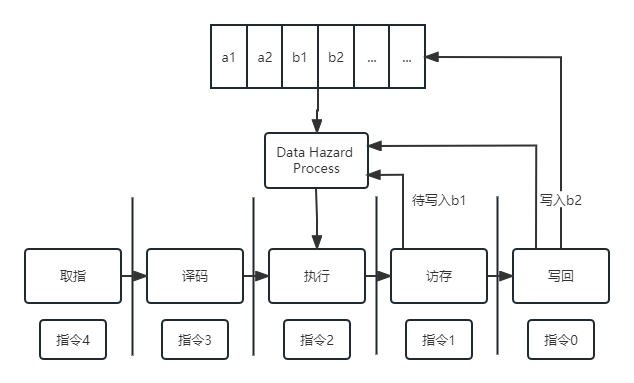 a1 a2 b1 b2 ... ...
Data Hazard
Process
待写入b1
写入b2
取指 译码 执行 访存 写回
指令4 指令3 指令2 指令1 指令0